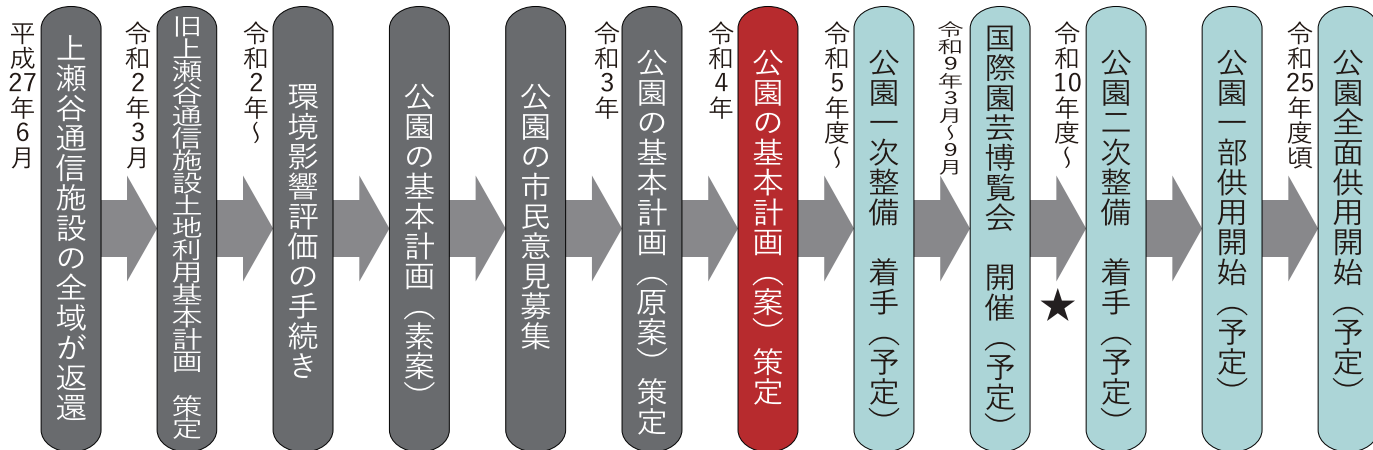 平成27年6月
上瀬谷通信施設の全域が返還
令和2年3月
旧上瀬谷通信施設土地利用基本計画 策定
令和2年～
環境影響評価の手続き
公園の基本計画（素案）
公園の市民意見募集
令和3年
公園の基本計画（原案）策定
令和4年
公園の基本計画（案）策定
令和5年度～
公園一次整備 着手（予定）
令和9年3月～9月
国際園芸博覧会 開催（予定）
★
令和10年度～
公園二次整備 着手（予定）
公園一部供用開始（予定）
令和25年度頃
公園全面供用開始（予定）